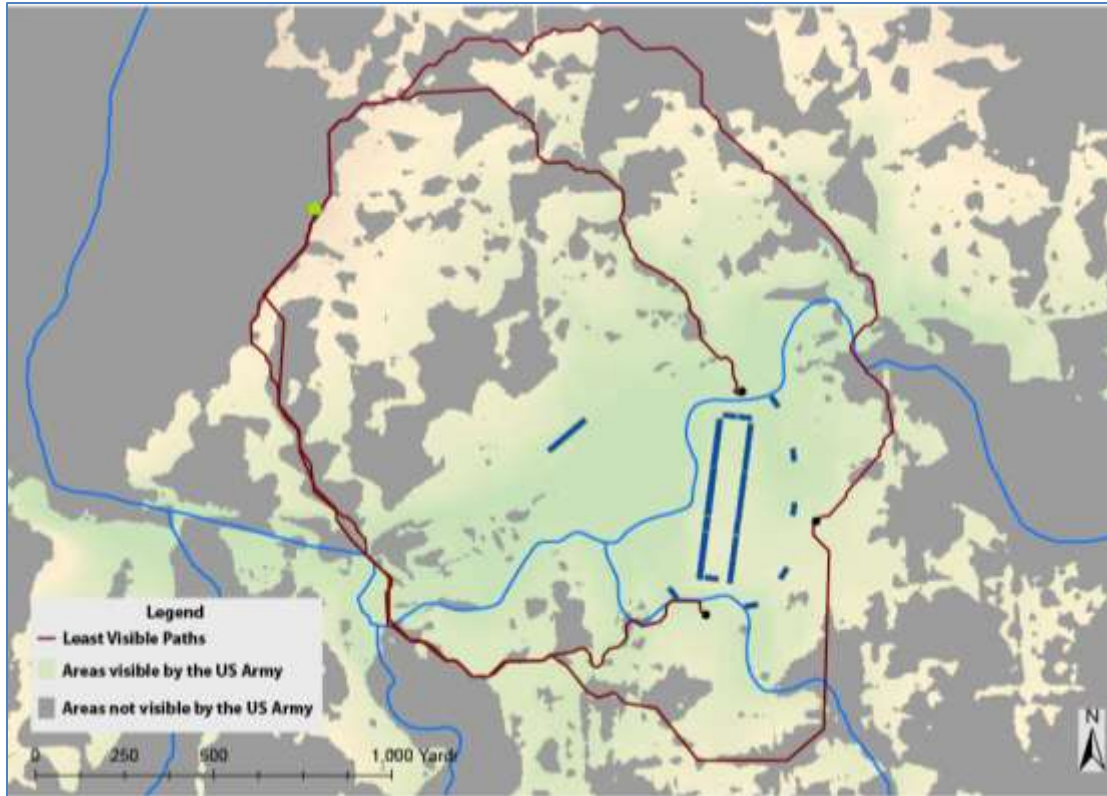 Legend
Least Visible Paths
Areas visible by the US Army
Areas not visible by the US Army
0 250 500 1,000 Yards
N